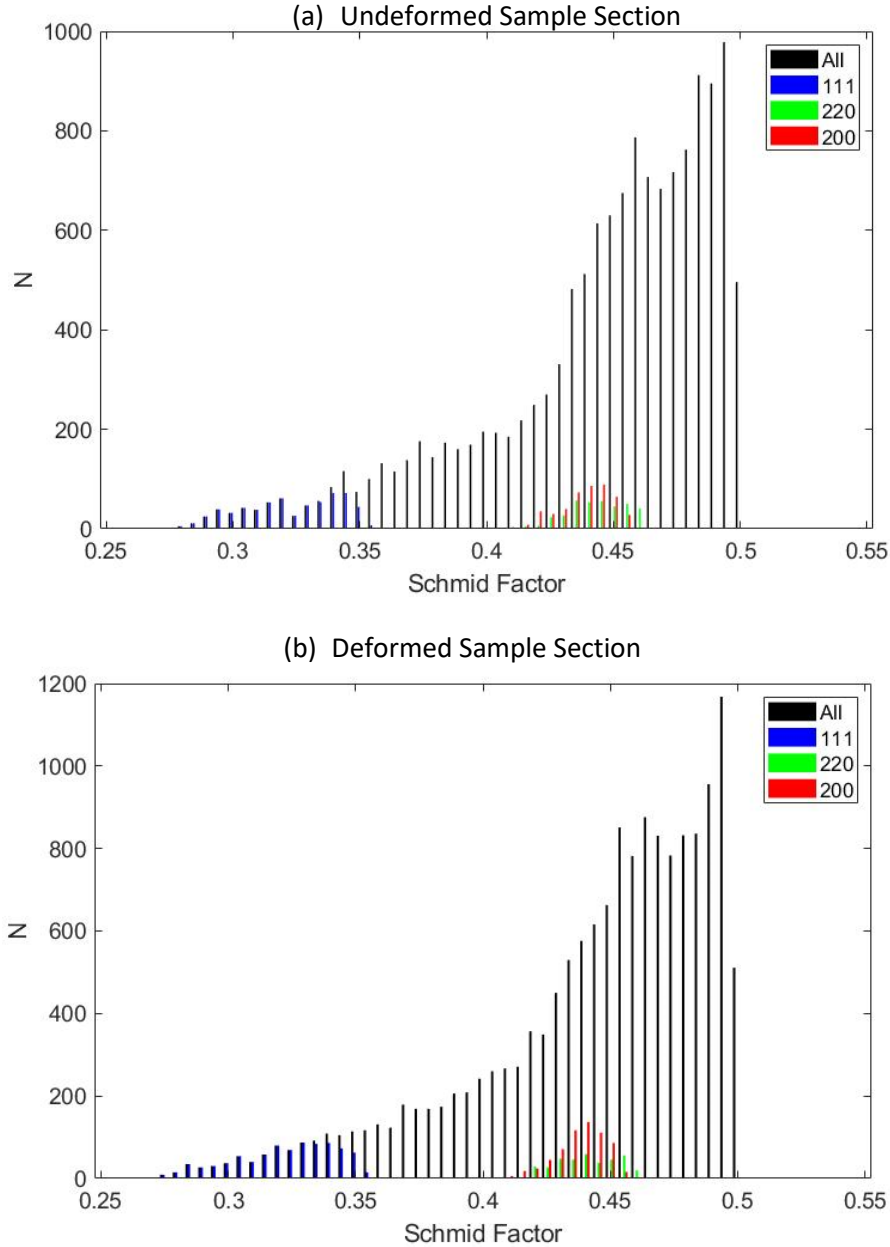 (a) Undeformed Sample Section
1000
800
600
400
200
0
N
0.25 0.3 0.35 0.4 0.45 0.5 0.55
Schmid Factor
All
111
220
200
(b) Deformed Sample Section
1200
1000
800
600
400
200
0
N
0.25 0.3 0.35 0.4 0.45 0.5 0.55
Schmid Factor
All
111
220
200